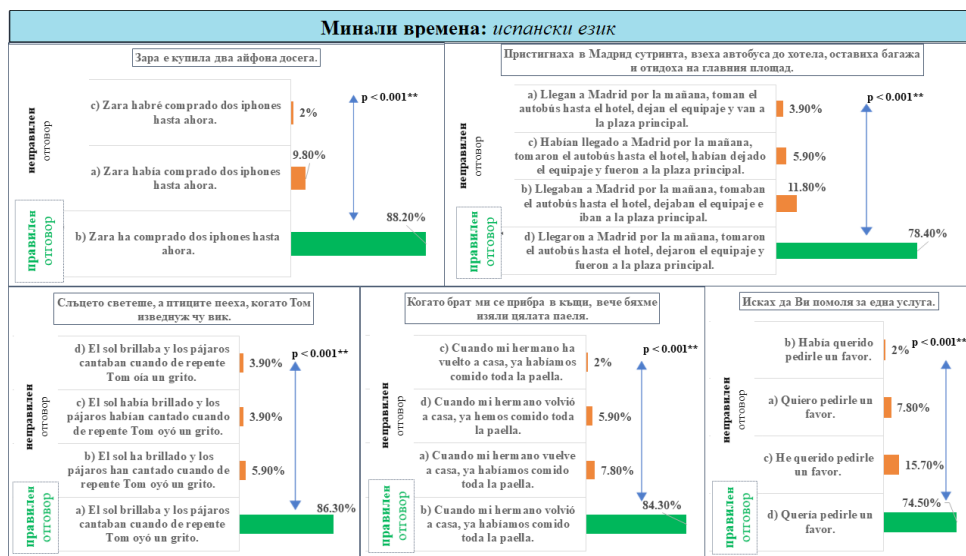 Минали времена: испански език
Зара е купила два айфона досега.
неправилен
отговор
c) Zara habré comprado dos iphones
hasta ahora.
2%
p < 0.001**
a) Zara había comprado dos iphones
hasta ahora.
9.80%
правилен
отговор
b) Zara ha comprado dos iphones hasta
ahora.
88.20%
Пристигнаха в Мадрид сутринта, взеха автобуса до хотела, оставиха багажа
и отидоха на главния площад.
неправилен
отговор
a) Llegan a Madrid por la mañana, toman el
autobús hasta el hotel, dejan el equipaje y van a
la plaza principal.
3.90%
p < 0.001**
c) Habían llegado a Madrid por la mañana,
tomaron el autobús hasta el hotel, habían dejado
el equipaje y fueron a la plaza principal.
5.90%
b) Llegaban a Madrid por la mañana, tomaban
el autobús hasta el hotel, dejaban el equipaje e
iban a la plaza principal.
11.80%
правилен
отговор
d) Llegaron a Madrid por la mañana, tomaron
el autobús hasta el hotel, dejaron el equipaje y
fueron a la plaza principal.
78.40%
Слъцето светеше, а птиците пееха, когато Том
изведнуж чу вик.
неправилен
отговор
d) El sol brillaba y los pájaros
cantaban cuando de repente
Tom oía un grito.
3.90%
p < 0.001**
c) El sol había brillado y los
pájaros habían cantado cuando
de repente Tom oyó un grito.
3.90%
b) El sol ha brillado y los
pájaros han cantado cuando de
repente Tom oyó un grito.
5.90%
правилен
отговор
a) El sol brillaba y los pájaros
cantaban cuando de repente
Tom oyó un grito.
86.30%
Когато брат ми се прибра в къщи, вече бяхме
изяли цялата паеля.
неправилен
отговор
c) Cuando mi hermano ha
vuelto a casa, ya habíamos
comido toda la paella.
2%
p < 0.001**
d) Cuando mi hermano volvió
a casa, ya hemos comido toda
la paella.
5.90%
a) Cuando mi hermano vuelve
a casa, ya habíamos comido
toda la paella.
7.80%
правилен
отговор
b) Cuando mi hermano volvió
a casa, ya habíamos comido
toda la paella.
84.30%
Исках да Ви помоля за една услуга.
неправилен
отговор
b) Había querido
pedirle un favor.
2%
p < 0.001**
a) Quiero pedirle un
favor.
7.80%
c) He querido pedirle
un favor.
15.70%
правилен
отговор
d) Quería pedirle un
favor.
74.50%